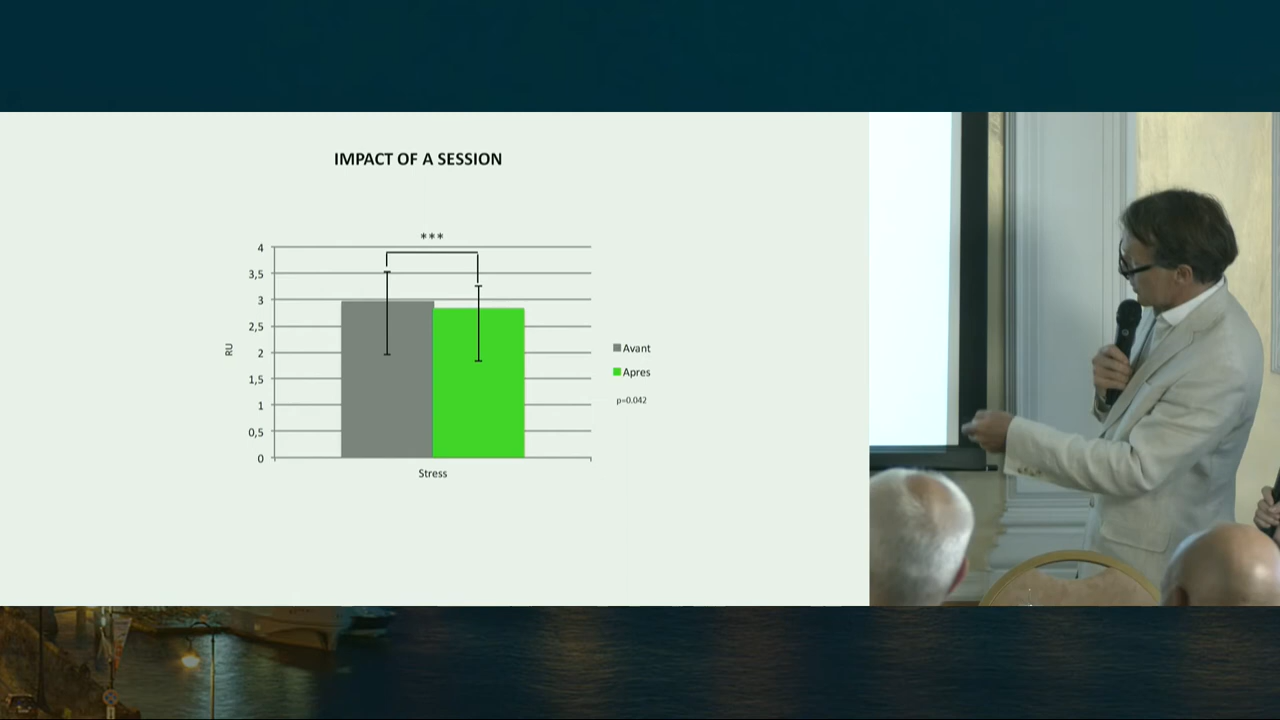 IMPACT OF A SESSION
***
4
3,5
3
2,5
2
1,5
1
0,5
0
RU
Stress
Avant
Apres
p=0.042